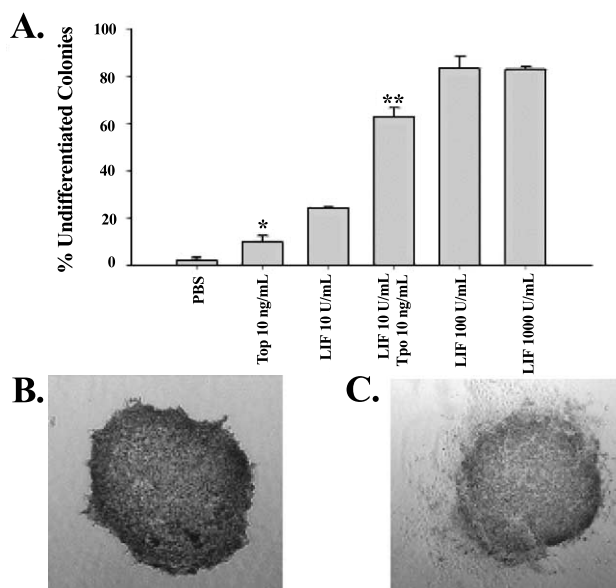 A.
% Undifferentiated Colonies
100
80
60
40
20
0
*
**
PBS
Top 10 ng/mL
LIF 10 U/mL
LIF 10 U/mL
Tpo 10 ng/mL
LIF 100 U/mL
LIF 1000 U/mL
B.
C.